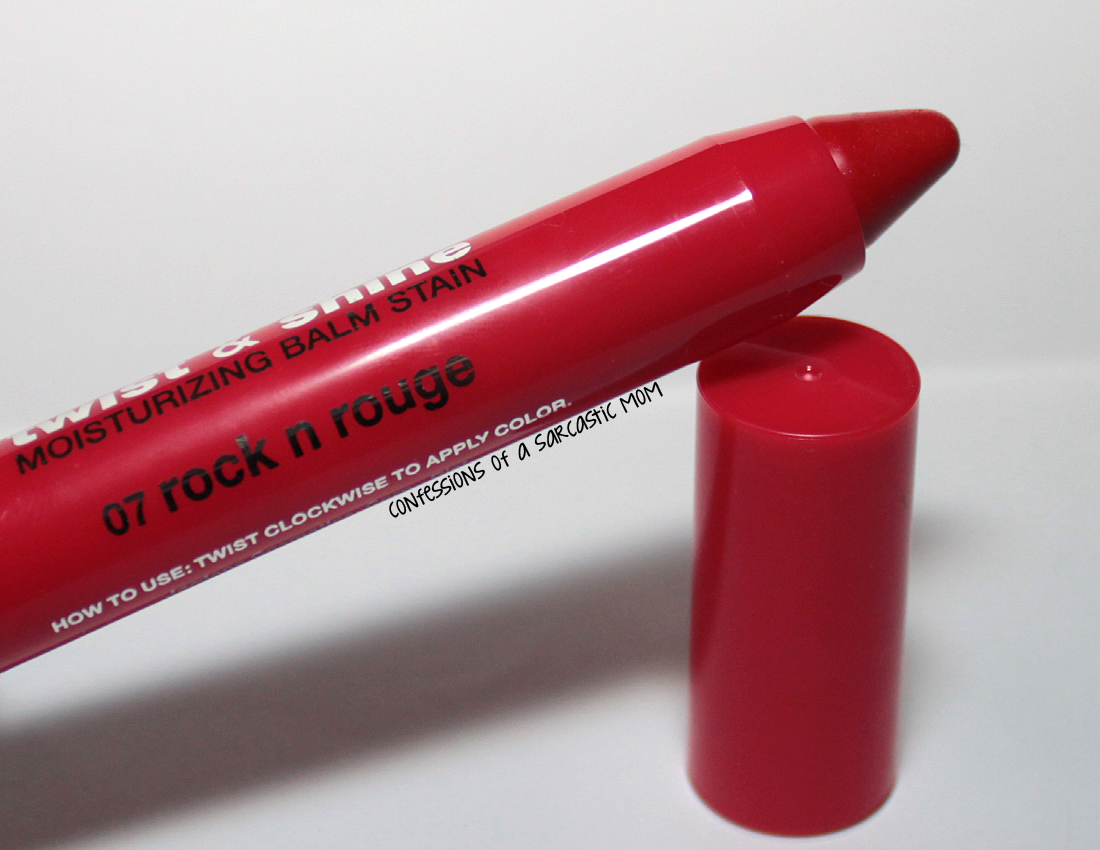 twist & shine
MOISTURIZING BALM STAIN
07 rock n rouge
HOW TO USE: TWIST CLOCKWISE TO APPLY COLOR.
confessions of a sarcastic MOM